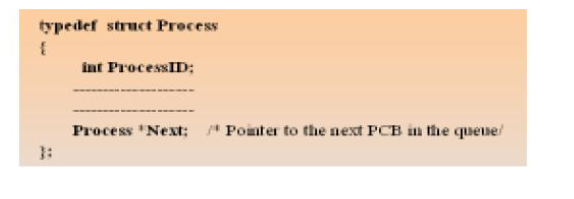 typedef struct Process
{
int ProcessID;
--------------------
--------------------
Process *Next; /* Pointer to the next PCB in the queue/
};